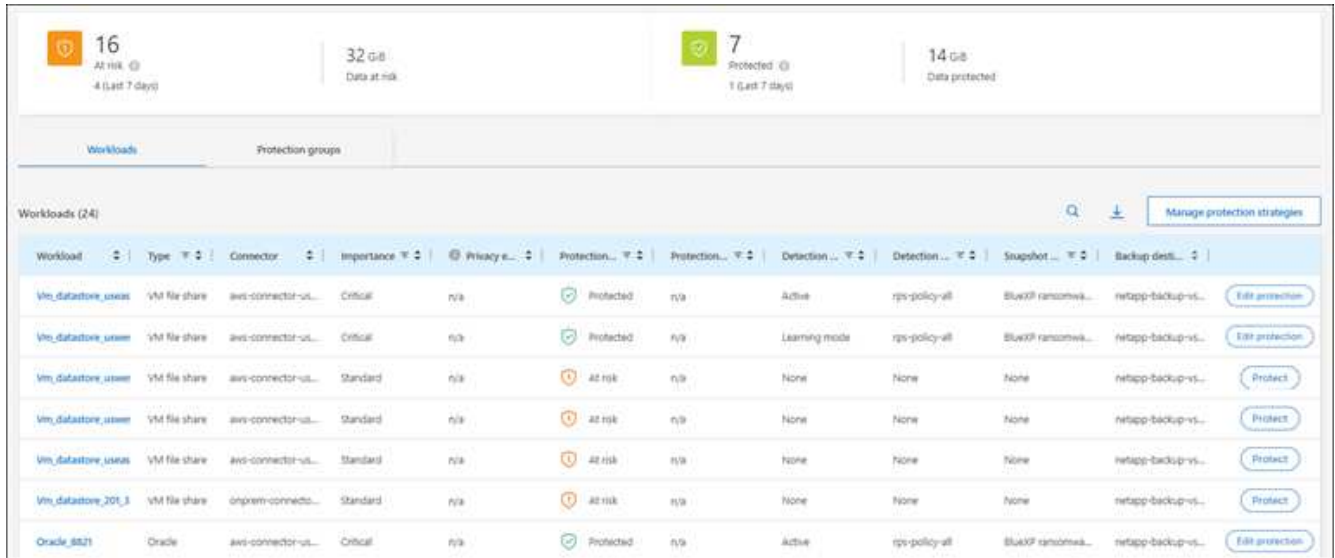 16
At risk
4 (Last 7 days)
32 GiB
Data at risk
7
Protected
1 (Last 7 days)
14 GiB
Data protected
Workloads Protection groups
Workloads (24) Manage protection strategies
Workload Type Connector Importance Privacy e... Protection... Protection... Detection ... Detection ... Snapshot ... Backup desti...
Vm_datastore_useas VM file share aws-connector-us... Critical n/a Protected n/a Active rps-policy-all BlueXP ransomwa... netapp-backup-vs... Edit protection
Vm_datastore_uswer VM file share aws-connector-us... Critical n/a Protected n/a Learning mode rps-policy-all BlueXP ransomwa... netapp-backup-vs... Edit protection
Vm_datastore_uswer VM file share aws-connector-us... Standard n/a At risk n/a None None None netapp-backup-vs... Protect
Vm_datastore_uswer VM file share aws-connector-us... Standard n/a At risk n/a None None None netapp-backup-vs... Protect
Vm_datastore_useas VM file share aws-connector-us... Standard n/a At risk n/a None None None netapp-backup-vs... Protect
Vm_datastore_201_3 VM file share onprem-connecto... Standard n/a At risk n/a None None None netapp-backup-vs... Protect
Oracle_8821 Oracle aws-connector-us... Critical n/a Protected n/a Active rps-policy-all BlueXP ransomwa... netapp-backup-vs... Edit protection